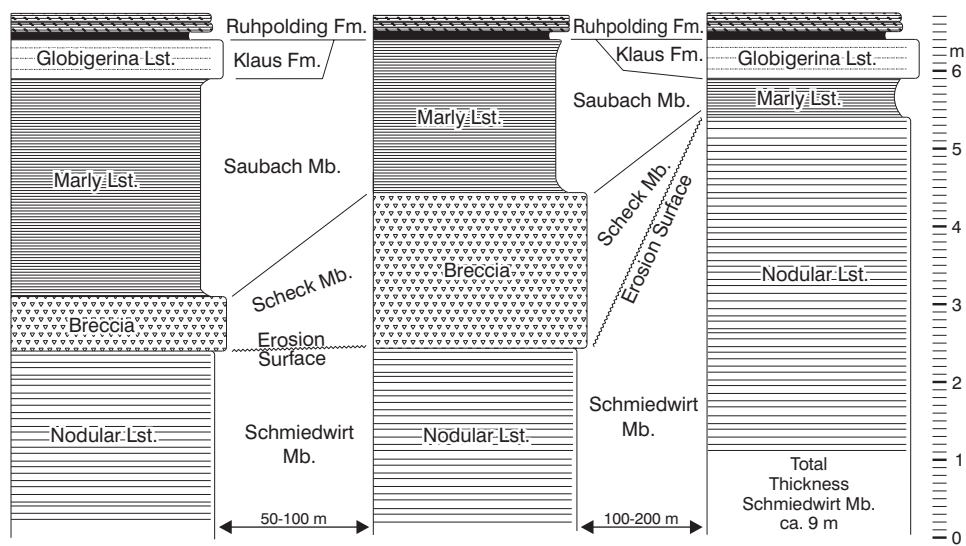 Ruhpolding Fm.
Globigerina Lst.
Klaus Fm.
Marly Lst.
Saubach Mb.
Scheck Mb.
Breccia
Erosion
Surface
Nodular Lst.
Schmiedwirt
Mb.
50-100 m
Marly Lst.
Breccia
Nodular Lst.
Ruhpolding Fm.
Klaus Fm.
Saubach Mb.
Scheck Mb.
Erosion Surface
Schmiedwirt
Mb.
100-200 m
Globigerina Lst.
Marly Lst.
Nodular Lst.
Total
Thickness
Schmiedwirt Mb.
ca. 9 m
m
6
5
4
3
2
1
0